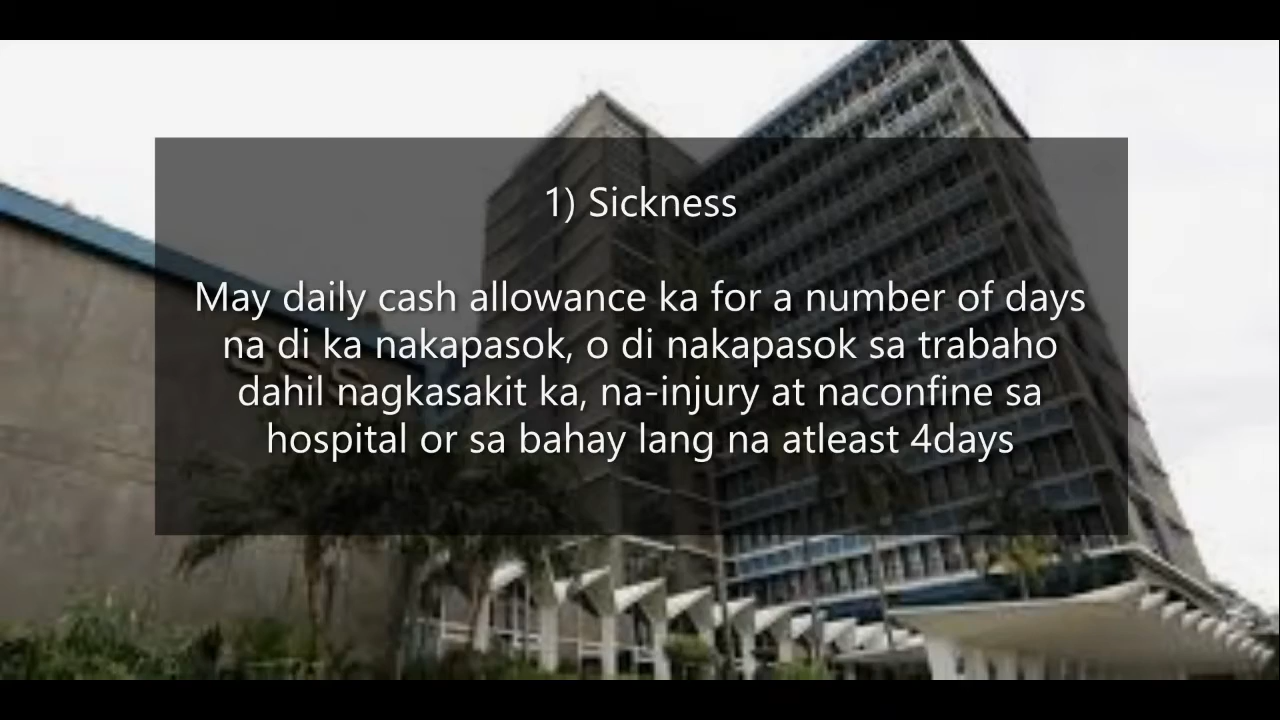 1) Sickness
May daily cash allowance ka for a number of days
na di ka nakapasok, o di nakapasok sa trabaho
dahil nagkasakit ka, na-injury at naconfine sa
hospital or sa bahay lang na atleast 4days
SSS